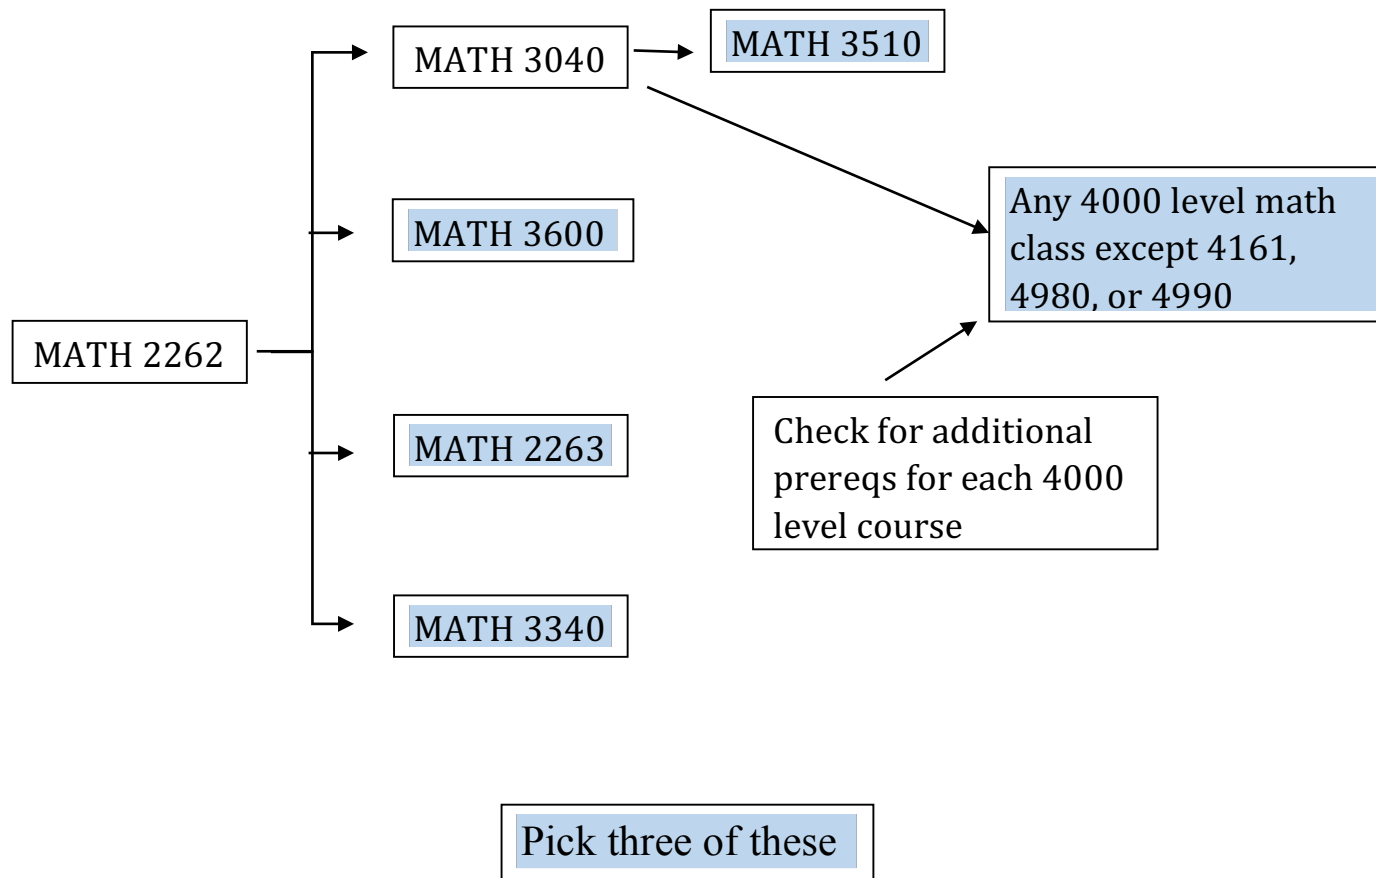 MATH 3040
MATH 3510
MATH 3600
Any 4000 level math
class except 4161,
4980, or 4990
MATH 2262
MATH 2263
Check for additional
prereqs for each 4000
level course
MATH 3340
Pick three of these